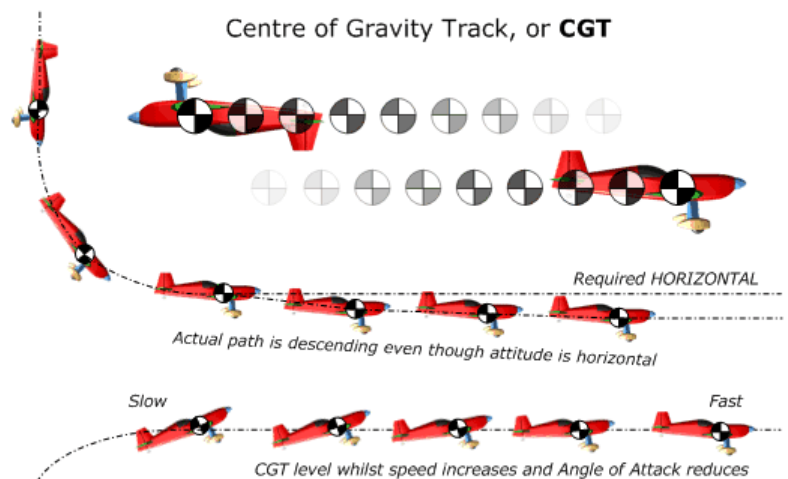 Centre of Gravity Track, or CGT
Required HORIZONTAL
Actual path is descending even though attitude is horizontal
Slow
Fast
CGT level whilst speed increases and Angle of Attack reduces